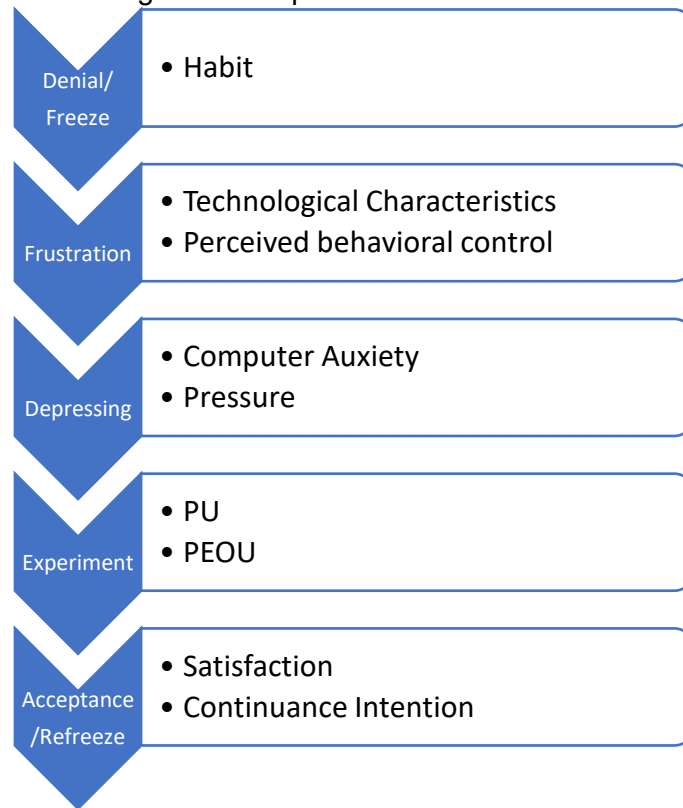 Denial/
Freeze
• Habit
Frustration
• Technological Characteristics
• Perceived behavioral control
Depressing
• Computer Auxiety
• Pressure
Experiment
• PU
• PEOU
Acceptance
/Refreeze
• Satisfaction
• Continuance Intention